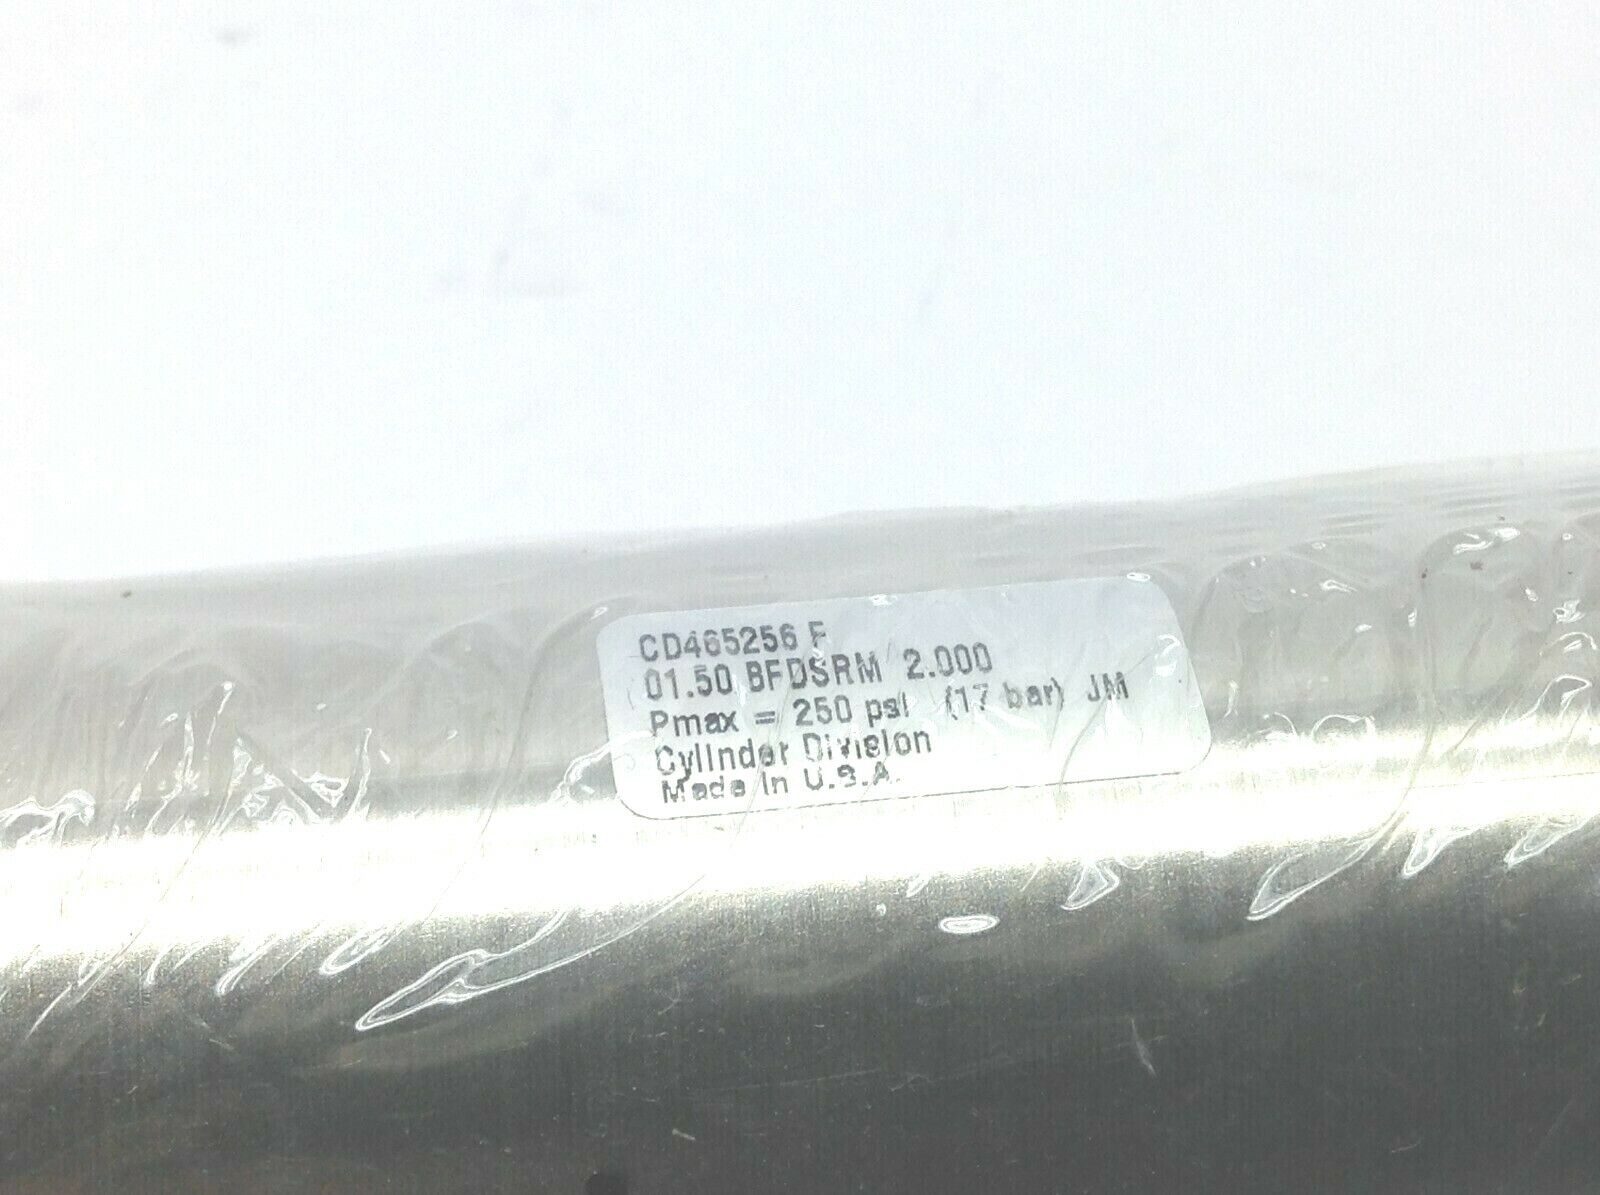 CD465256 F
01.50 BFDSRM 2.000
Pmax = 250 psi (17 bar) JM
Cylinder Division
Made In U.S.A.